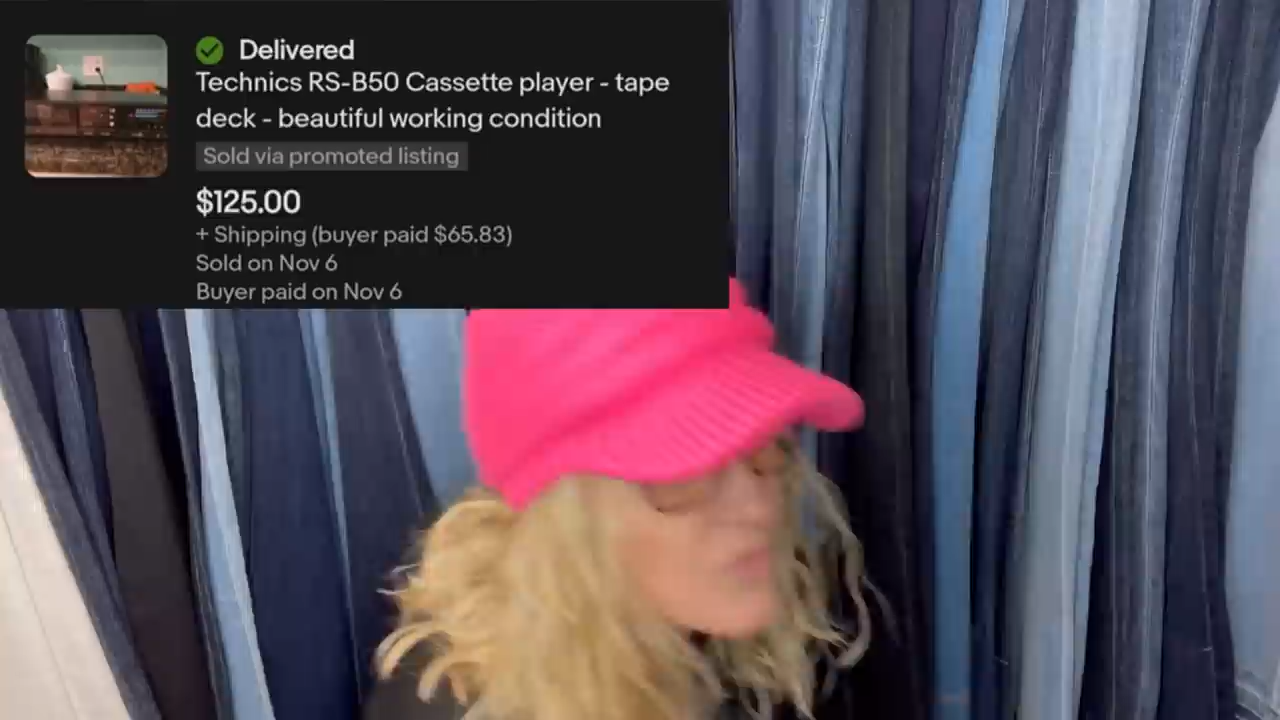 Delivered
Technics RS-B50 Cassette player - tape
deck - beautiful working condition
Sold via promoted listing
$125.00
+ Shipping (buyer paid $65.83)
Sold on Nov 6
Buyer paid on Nov 6